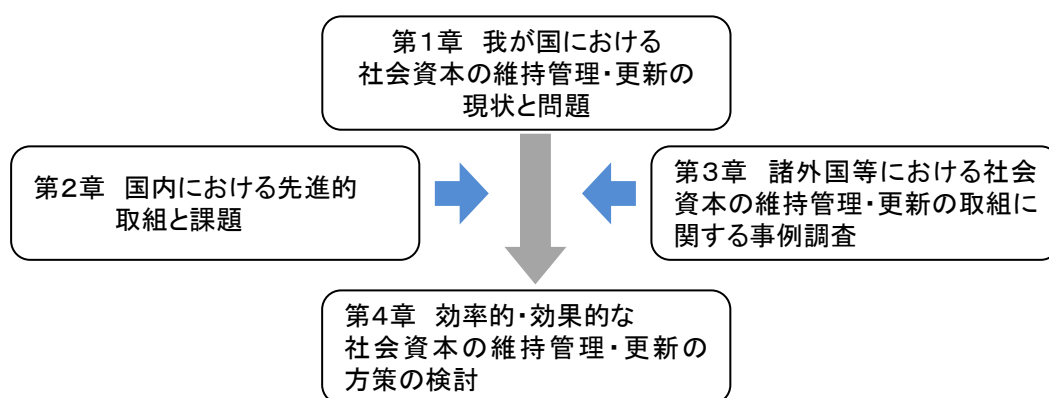 第1章 我が国における
社会資本の維持管理・更新の
現状と問題
第2章 国内における先進的
取組と課題
第3章 諸外国等における社会
資本の維持管理・更新の取組に
関する事例調査
第4章 効率的・効果的な
社会資本の維持管理・更新の
方策の検討